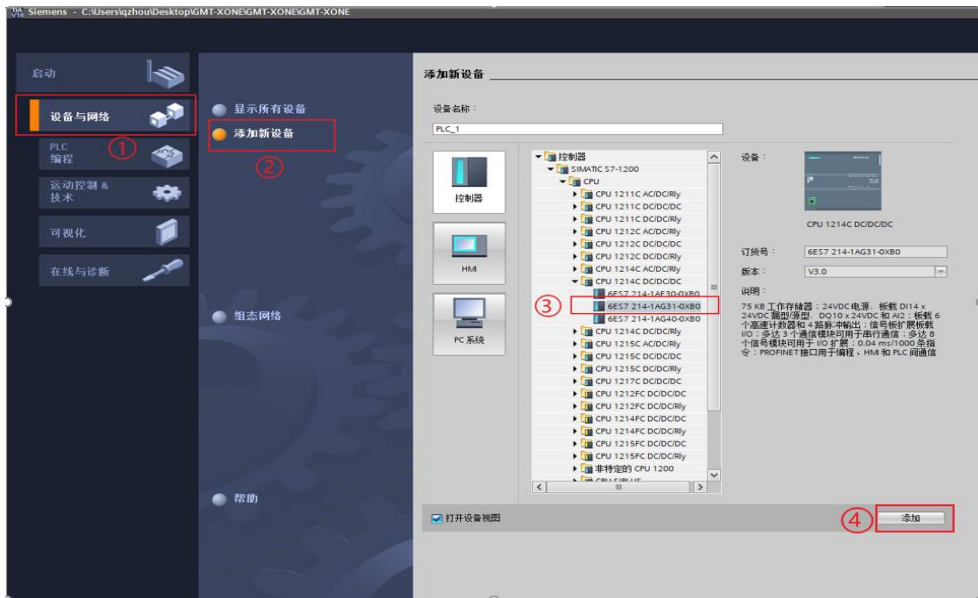 TIA
V14
Siemens - C:\Users\qzhou\Desktop\GMT-XONE\GMT-XONE\GMT-XONE
启动
设备与网络
①
PLC
编程
运动控制 &
技术
可视化
在线与诊断
显示所有设备
添加新设备
②
组态网络
帮助
添加新设备
设备名称：
PLC_1
控制器
HMI
PC 系统
控制器
SIMATIC S7-1200
CPU
CPU 1211C AC/DC/Rly
CPU 1211C DC/DC/DC
CPU 1211C DC/DC/Rly
CPU 1212C AC/DC/Rly
CPU 1212C DC/DC/DC
CPU 1212C DC/DC/Rly
CPU 1214C AC/DC/Rly
CPU 1214C DC/DC/DC
6ES7 214-1AE30-0XB0
③
6ES7 214-1AG31-0XB0
6ES7 214-1AG40-0XB0
CPU 1214C DC/DC/Rly
CPU 1215C AC/DC/Rly
CPU 1215C DC/DC/DC
CPU 1215C DC/DC/Rly
CPU 1217C DC/DC/DC
CPU 1212FC DC/DC/DC
CPU 1212FC DC/DC/Rly
CPU 1214FC DC/DC/DC
CPU 1214FC DC/DC/Rly
CPU 1215FC DC/DC/DC
CPU 1215FC DC/DC/Rly
非特定的 CPU 1200
CPU SIPLUS
设备：
CPU 1214C DC/DC/DC
订货号：
6ES7 214-1AG31-0XB0
版本：
V3.0
说明：
75 KB 工作存储器；24VDC 电源，板载 DI14 x
24VDC 漏型/源型，DQ10 x 24VDC 和 AI2；板载 6
个高速计数器和 4 路脉冲输出；信号板扩展板载
I/O；多达 3 个通信模块可用于串行通信；多达 8
个信号模块可用于 I/O 扩展；0.04 ms/1000 条指
令；PROFINET 接口用于编程、HMI 和 PLC 间通信
打开设备视图
④
添加